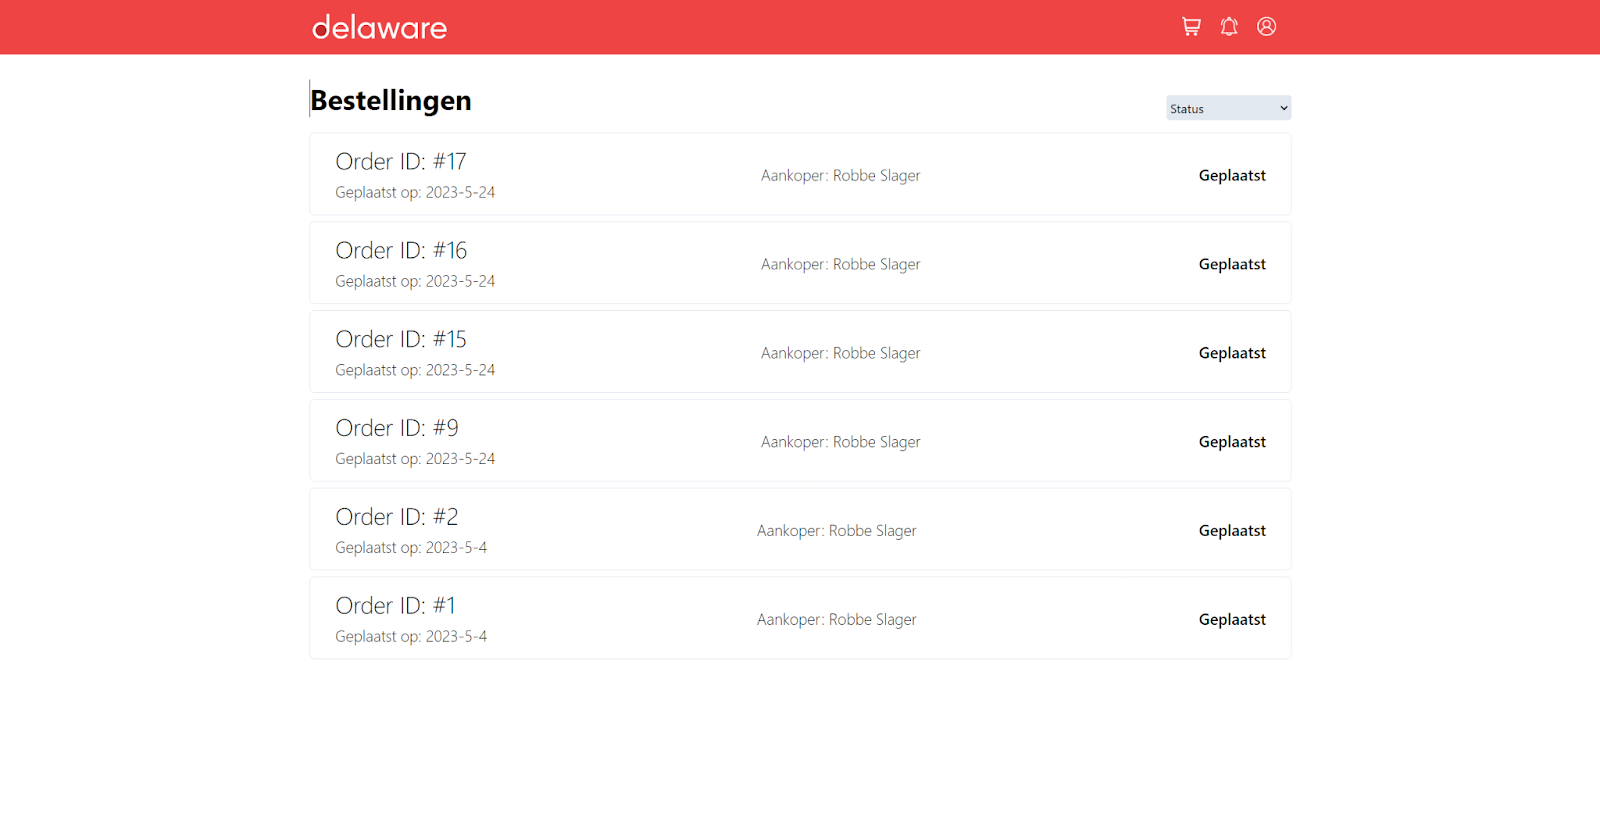 delaware
Bestellingen
Status
Order ID: #17
Geplaatst op: 2023-5-24
Aankoper: Robbe Slager
Geplaatst
Order ID: #16
Geplaatst op: 2023-5-24
Aankoper: Robbe Slager
Geplaatst
Order ID: #15
Geplaatst op: 2023-5-24
Aankoper: Robbe Slager
Geplaatst
Order ID: #9
Geplaatst op: 2023-5-24
Aankoper: Robbe Slager
Geplaatst
Order ID: #2
Geplaatst op: 2023-5-4
Aankoper: Robbe Slager
Geplaatst
Order ID: #1
Geplaatst op: 2023-5-4
Aankoper: Robbe Slager
Geplaatst